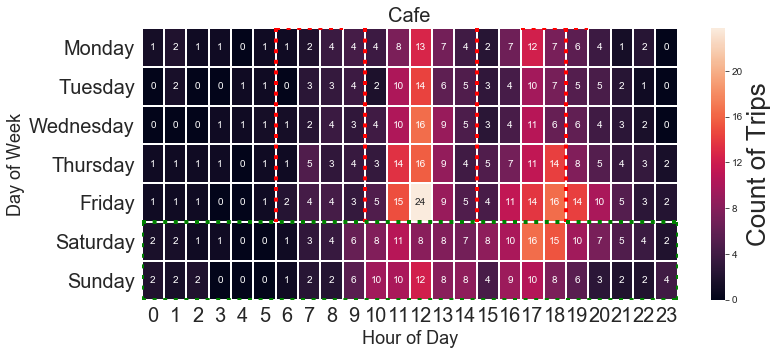 Cafe
Monday 1 2 1 1 0 1 1 2 4 4 4 8 13 7 4 2 7 12 7 6 4 1 2 0
Tuesday 0 2 0 0 1 1 0 3 3 4 2 10 14 6 5 3 4 10 7 5 5 2 1 0
Wednesday 0 0 0 1 1 1 1 2 4 3 4 10 16 9 5 3 4 11 6 6 4 3 2 0
Thursday 1 1 1 1 0 1 1 5 3 4 3 14 16 9 4 5 7 11 14 8 5 4 3 2
Friday 1 1 1 0 0 1 2 4 4 3 5 15 24 9 5 4 11 14 16 14 10 5 3 2
Saturday 2 2 1 1 0 0 1 3 4 6 8 11 8 8 7 8 10 16 15 10 7 5 4 2
Sunday 2 2 2 0 0 0 1 2 2 6 10 10 12 8 8 4 9 10 8 6 3 2 2 4
0 1 2 3 4 5 6 7 8 9 10 11 12 13 14 15 16 17 18 19 20 21 22 23
Hour of Day
Day of Week
20
16
12
8
4
0
Count of Trips